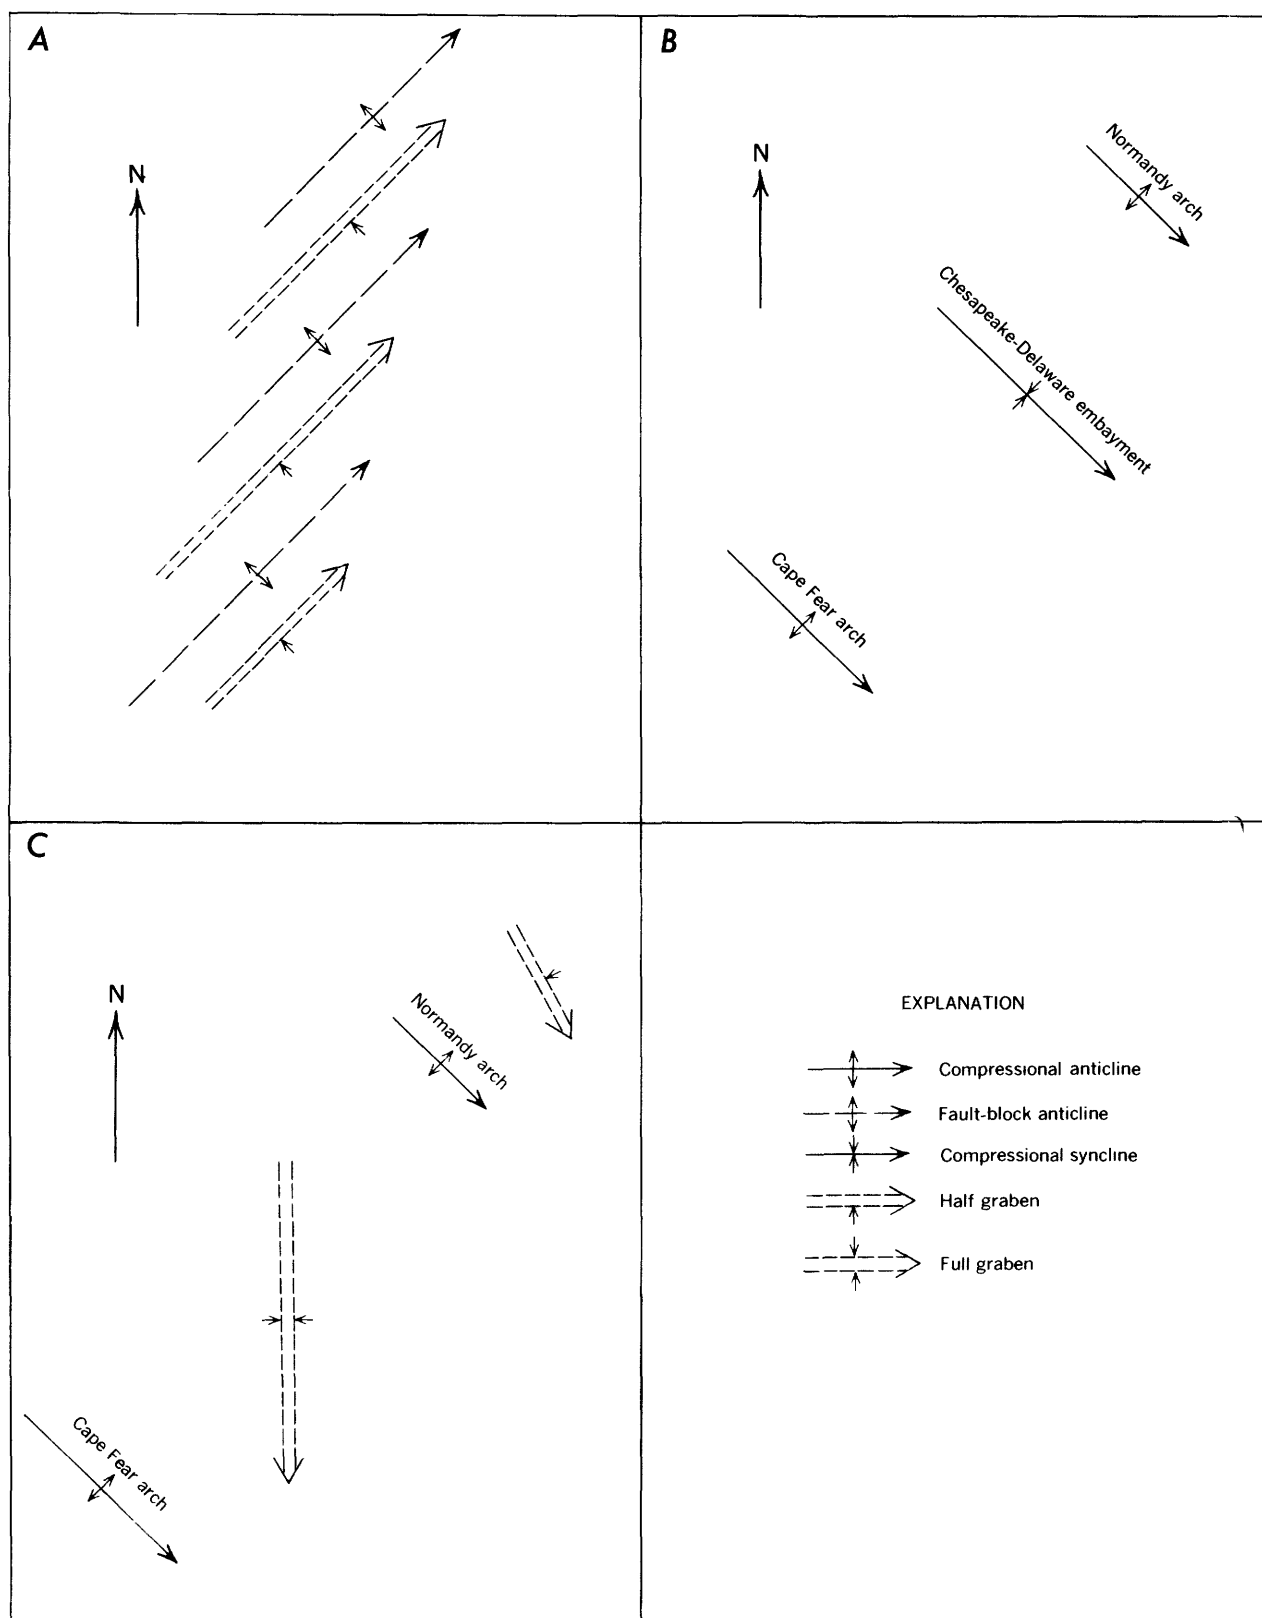 A
N
B
N
Normandy arch
Chesapeake-Delaware embayment
Cape Fear arch
C
N
Normandy arch
Cape Fear arch
EXPLANATION
Compressional anticline
Fault-block anticline
Compressional syncline
Half graben
Full graben